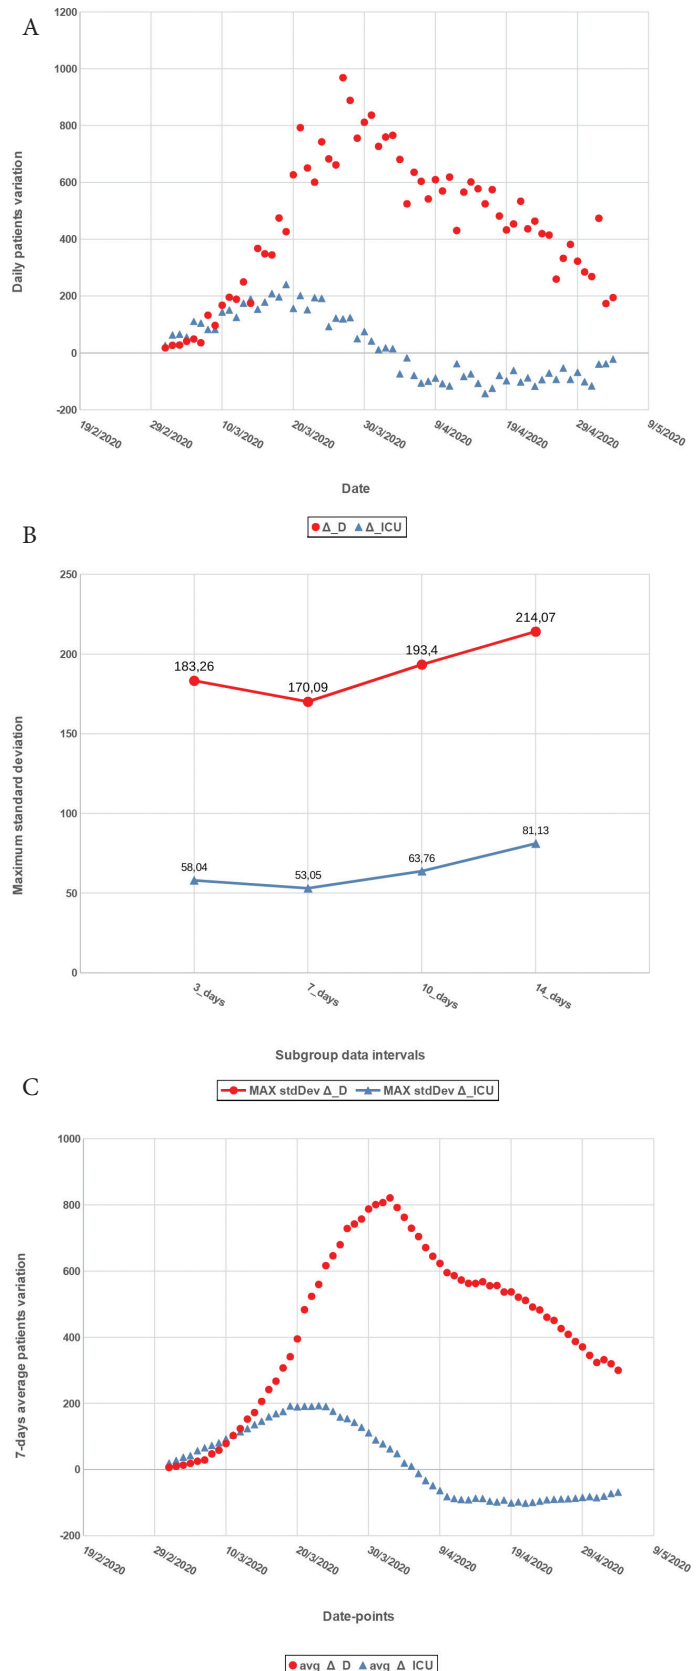 A
1000
800
600
400
200
0
-200
Daily patients variation
19/2/2020 29/2/2020 10/3/2020 20/3/2020 30/3/2020 9/4/2020 19/4/2020 29/4/2020 9/5/2020
Date
Δ_D Δ_ICU
B
250
200
150
100
50
0
Maximum standard deviation
183,26
170,09
193,4
214,07
58,04
53,05
63,76
81,13
3_days 7_days 10_days 14_days
Subgroup data intervals
MAX stdDev Δ_D MAX stdDev Δ_ICU
C
1000
800
600
400
200
0
-200
7-days average patients variation
19/2/2020 29/2/2020 10/3/2020 20/3/2020 30/3/2020 9/4/2020 19/4/2020 29/4/2020 9/5/2020
Date-points
avg_Δ_D avg_Δ_ICU